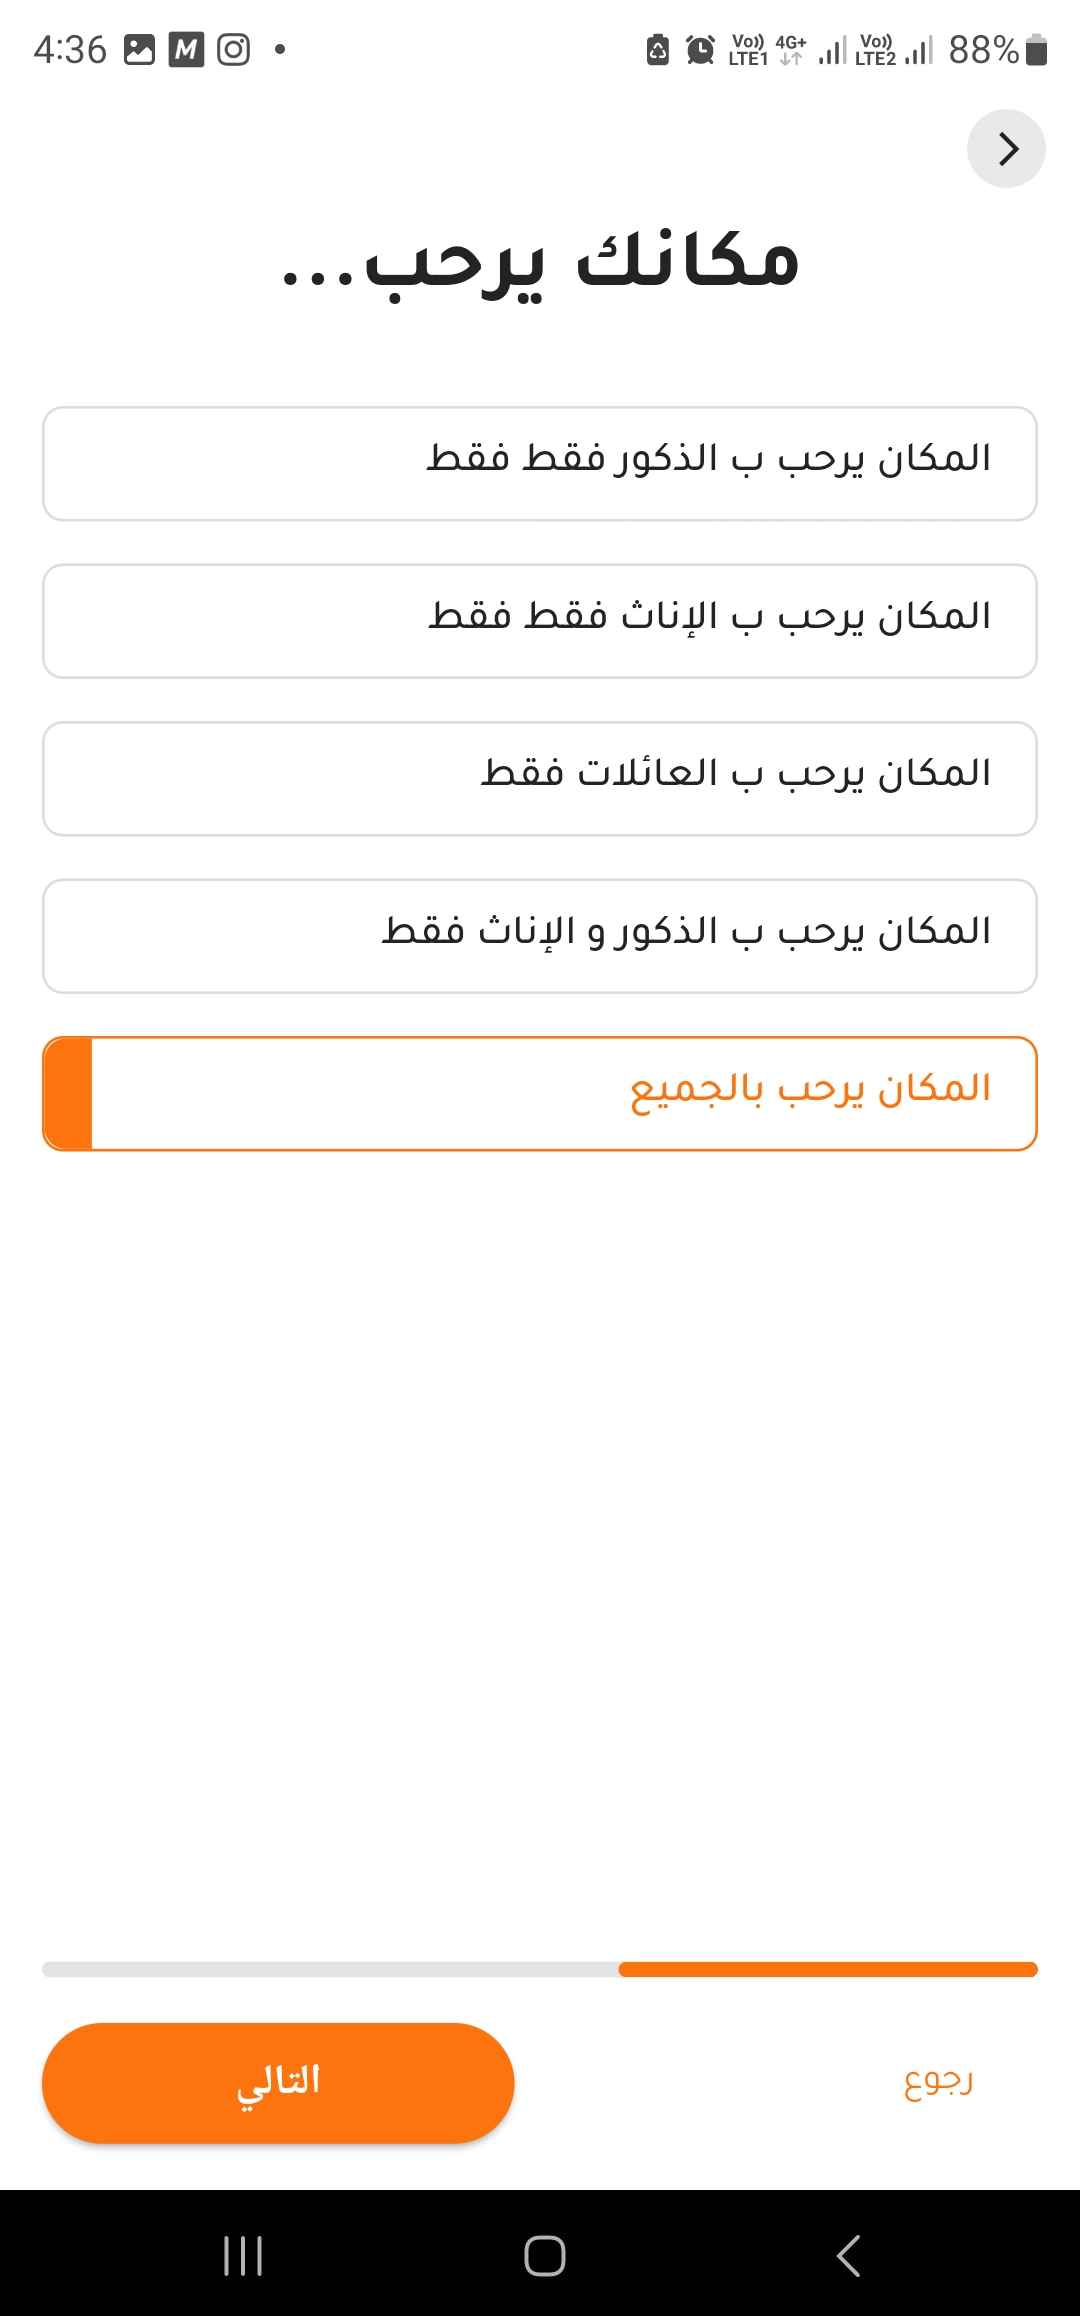 4:36 M Vo)) LTE1 4G+ Vo)) LTE2 88%
مكانك يرحب...
المكان يرحب ب الذكور فقط فقط
المكان يرحب ب الإناث فقط فقط
المكان يرحب ب العائلات فقط
المكان يرحب ب الذكور و الإناث فقط
المكان يرحب بالجميع
رجوع
التالي